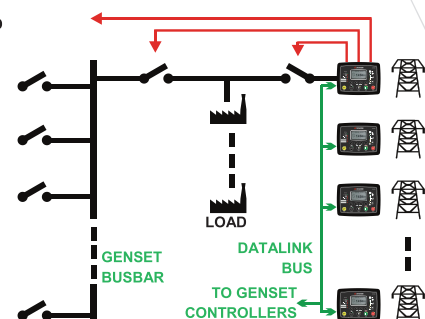 LOAD
GENSET
BUSBAR
DATALINK
BUS
TO GENSET
CONTROLLERS